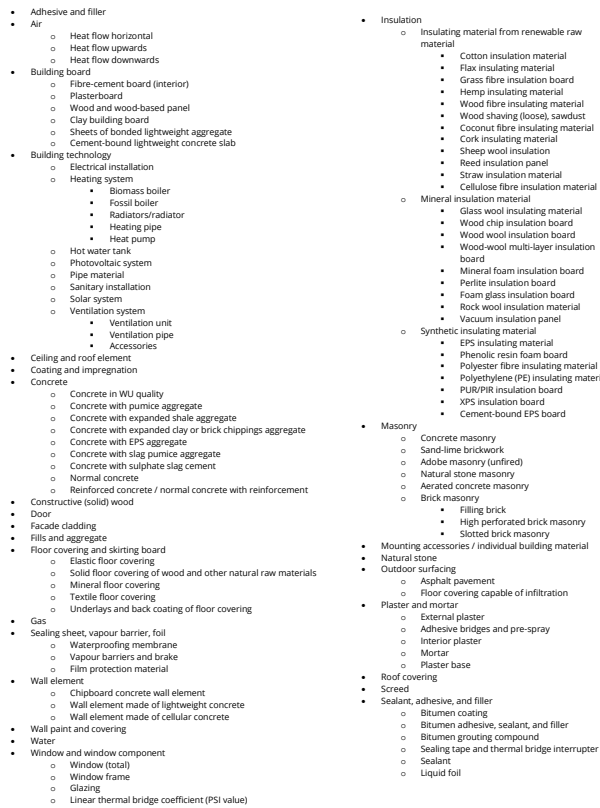 • Adhesive and filler
• Air
o Heat flow horizontal
o Heat flow upwards
o Heat flow downwards
• Building board
o Fibre-cement board (interior)
o Plasterboard
o Wood and wood-based panel
o Clay building board
o Sheets of bonded lightweight aggregate
o Cement-bound lightweight concrete slab
• Building technology
o Electrical installation
o Heating system
▪ Biomass boiler
▪ Fossil boiler
▪ Radiators/radiator
▪ Heating pipe
▪ Heat pump
o Hot water tank
o Photovoltaic system
o Pipe material
o Sanitary installation
o Solar system
o Ventilation system
▪ Ventilation unit
▪ Ventilation pipe
▪ Accessories
• Ceiling and roof element
• Coating and impregnation
• Concrete
o Concrete in WU quality
o Concrete with pumice aggregate
o Concrete with expanded shale aggregate
o Concrete with expanded clay or brick chippings aggregate
o Concrete with EPS aggregate
o Concrete with slag pumice aggregate
o Concrete with sulphate slag cement
o Normal concrete
o Reinforced concrete / normal concrete with reinforcement
• Constructive (solid) wood
• Door
• Facade cladding
• Fills and aggregate
• Floor covering and skirting board
o Elastic floor covering
o Solid floor covering of wood and other natural raw materials
o Mineral floor covering
o Textile floor covering
o Underlays and back coating of floor covering
• Gas
• Sealing sheet, vapour barrier, foil
o Waterproofing membrane
o Vapour barriers and brake
o Film protection material
• Wall element
o Chipboard concrete wall element
o Wall element made of lightweight concrete
o Wall element made of cellular concrete
• Wall paint and covering
• Water
• Window and window component
o Window (total)
o Window frame
o Glazing
o Linear thermal bridge coefficient (PSI value)
• Insulation
o Insulating material from renewable raw
material
▪ Cotton insulation material
▪ Flax insulating material
▪ Grass fibre insulation board
▪ Hemp insulating material
▪ Wood fibre insulating material
▪ Wood shaving (loose), sawdust
▪ Coconut fibre insulating material
▪ Cork insulating material
▪ Sheep wool insulation
▪ Reed insulation panel
▪ Straw insulation material
▪ Cellulose fibre insulation material
o Mineral insulation material
▪ Glass wool insulating material
▪ Wood chip insulation board
▪ Wood wool insulation board
▪ Wood-wool multi-layer insulation
board
▪ Mineral foam insulation board
▪ Perlite insulation board
▪ Foam glass insulation board
▪ Rock wool insulation material
▪ Vacuum insulation panel
o Synthetic insulating material
▪ EPS insulating material
▪ Phenolic resin foam board
▪ Polyester fibre insulating material
▪ Polyethylene (PE) insulating materi
▪ PUR/PIR insulation board
▪ XPS insulation board
▪ Cement-bound EPS board
• Masonry
o Concrete masonry
o Sand-lime brickwork
o Adobe masonry (unfired)
o Natural stone masonry
o Aerated concrete masonry
o Brick masonry
▪ Filling brick
▪ High perforated brick masonry
▪ Slotted brick masonry
• Mounting accessories / individual building material
• Natural stone
• Outdoor surfacing
o Asphalt pavement
o Floor covering capable of infiltration
• Plaster and mortar
o External plaster
o Adhesive bridges and pre-spray
o Interior plaster
o Mortar
o Plaster base
• Roof covering
• Screed
• Sealant, adhesive, and filler
o Bitumen coating
o Bitumen adhesive, sealant, and filler
o Bitumen grouting compound
o Sealing tape and thermal bridge interrupter
o Sealant
o Liquid foil